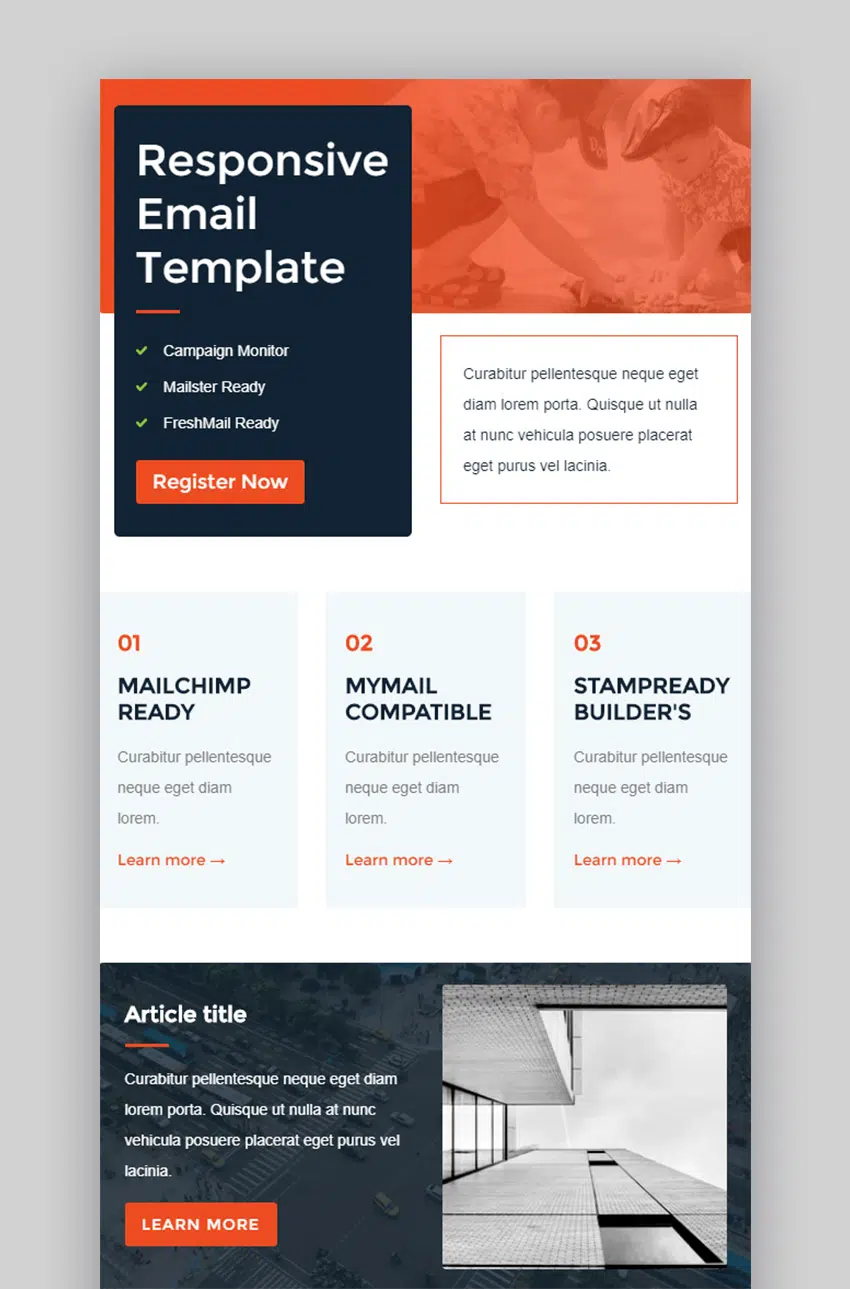 Responsive
Email
Template
Campaign Monitor
Mailster Ready
FreshMail Ready
Register Now
Curabitur pellentesque neque eget
diam lorem porta. Quisque ut nulla
at nunc vehicula posuere placerat
eget purus vel lacinia.
01
MAILCHIMP
READY
Curabitur pellentesque
neque eget diam
lorem.
Learn more →
02
MYMAIL
COMPATIBLE
Curabitur pellentesque
neque eget diam
lorem.
Learn more →
03
STAMPREADY
BUILDER'S
Curabitur pellentesque
neque eget diam
lorem.
Learn more →
Article title
Curabitur pellentesque neque eget diam
lorem porta. Quisque ut nulla at nunc
vehicula posuere placerat eget purus vel
lacinia.
LEARN MORE